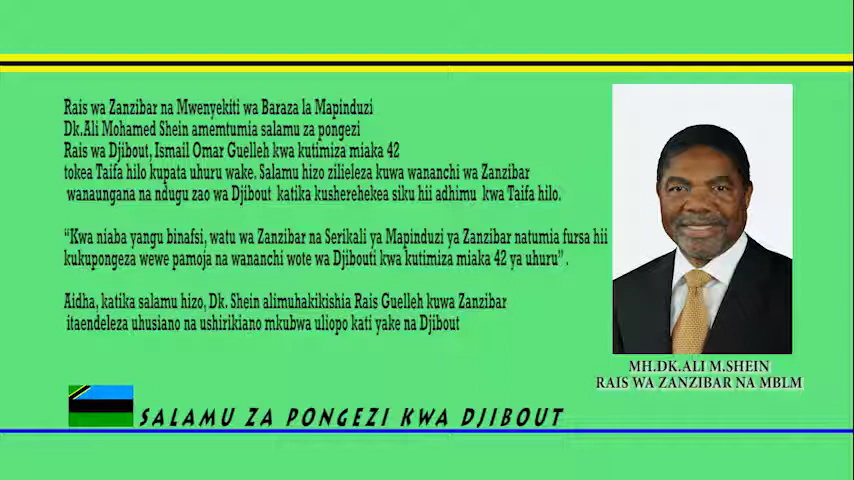 Rais wa Zanzibar na Mwenyekiti wa Baraza la Mapinduzi
Dk.Ali Mohamed Shein amemtumia salamu za pongezi
Rais wa Djibout, Ismail Omar Guelleh kwa kutimiza miaka 42
tokea Taifa hilo kupata uhuru wake. Salamu hizo zilieleza kuwa wananchi wa Zanzibar
wanaungana na ndugu zao wa Djibout katika kusherehekea siku hii adhimu kwa Taifa hilo.
“Kwa niaba yangu binafsi, watu wa Zanzibar na Serikali ya Mapinduzi ya Zanzibar natumia fursa hii
kukupongeza wewe pamoja na wananchi wote wa Djibouti kwa kutimiza miaka 42 ya uhuru” .
Aidha, katika salamu hizo, Dk. Shein alimuhakikishia Rais Guelleh kuwa Zanzibar
itaendeleza uhusiano na ushirikiano mkubwa uliopo kati yake na Djibout
MH.DK.ALI M.SHEIN
RAIS WA ZANZIBAR NA MBLM
SALAMU ZA PONGEZI KWA DJIBOUT